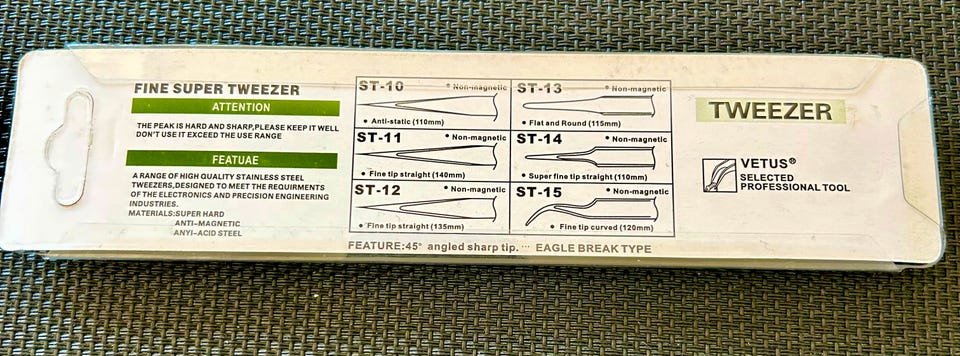 FINE SUPER TWEEZER
ATTENTION
THE PEAK IS HARD AND SHARP,PLEASE KEEP IT WELL
DON'T USE IT EXCEED THE USE RANGE
FEATUAE
A RANGE OF HIGH QUALITY STAINLESS STEEL
TWEEZERS,DESIGNED TO MEET THE REQUIRMENTS
OF THE ELECTRONICS AND PRECISION ENGINEERING
INDUSTRIES.
MATERIALS:SUPER HARD
ANTI-MAGNETIC
ANYI-ACID STEEL
ST-10 • Non-magnetic
• Anti-static (110mm)
ST-11 • Non-magnetic
• Fine tip straight (140mm)
ST-12 • Non-magnetic
• Fine tip straight (135mm)
ST-13 • Non-magnetic
• Flat and Round (115mm)
ST-14 • Non-magnetic
• Super fine tip straight (110mm)
ST-15 • Non-magnetic
• Fine tip curved (120mm)
FEATURE:45° angled sharp tip. ··· EAGLE BREAK TYPE
TWEEZER
VETUS®
SELECTED
PROFESSIONAL TOOL